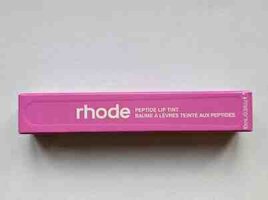 rhode
PEPTIDE LIP TINT
BAUME À LÈVRES TEINTÉ AUX PEPTIDES